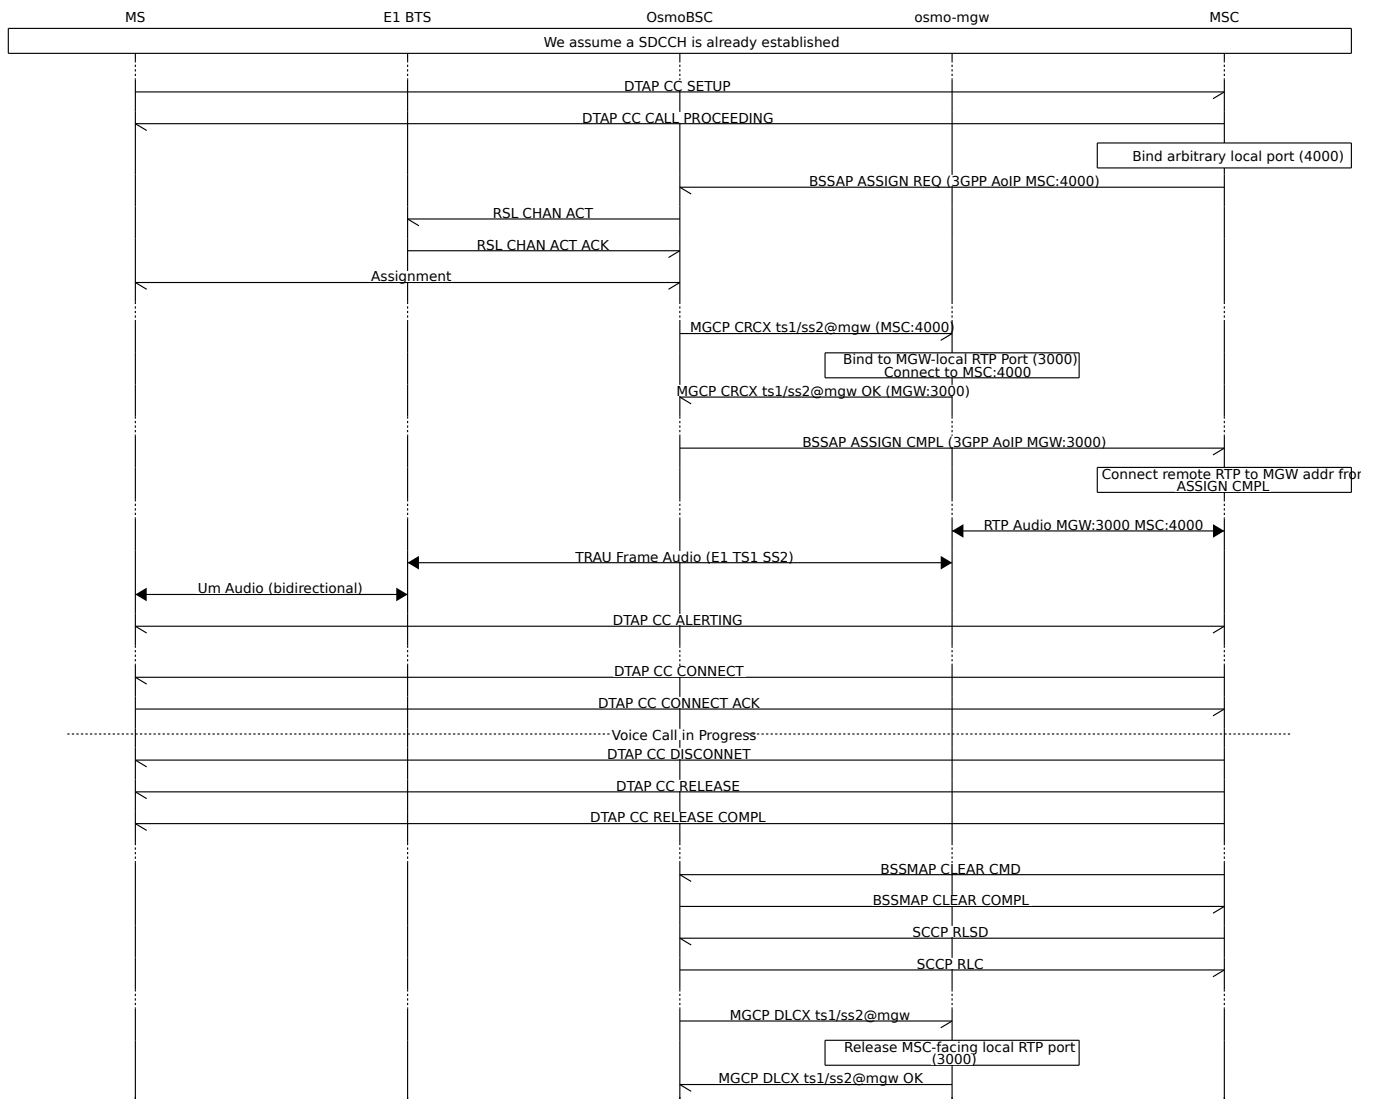 MS E1 BTS OsmoBSC osmo-mgw MSC
We assume a SDCCH is already established
DTAP CC SETUP
DTAP CC CALL PROCEEDING
Bind arbitrary local port (4000)
BSSAP ASSIGN REQ (3GPP AoIP MSC:4000)
RSL CHAN ACT
RSL CHAN ACT ACK
Assignment
MGCP CRCX ts1/ss2@mgw (MSC:4000)
Bind to MGW-local RTP Port (3000)
Connect to MSC:4000
MGCP CRCX ts1/ss2@mgw OK (MGW:3000)
BSSAP ASSIGN CMPL (3GPP AoIP MGW:3000)
Connect remote RTP to MGW addr
ASSIGN CMPL
RTP Audio MGW:3000 MSC:4000
TRAU Frame Audio (E1 TS1 SS2)
Um Audio (bidirectional)
DTAP CC ALERTING
DTAP CC CONNECT
DTAP CC CONNECT ACK
Voice Call in Progress
DTAP CC DISCONNET
DTAP CC RELEASE
DTAP CC RELEASE COMPL
BSSMAP CLEAR CMD
BSSMAP CLEAR COMPL
SCCP RLSD
SCCP RLC
MGCP DLCX ts1/ss2@mgw
Release MSC-facing local RTP port
(3000)
MGCP DLCX ts1/ss2@mgw OK